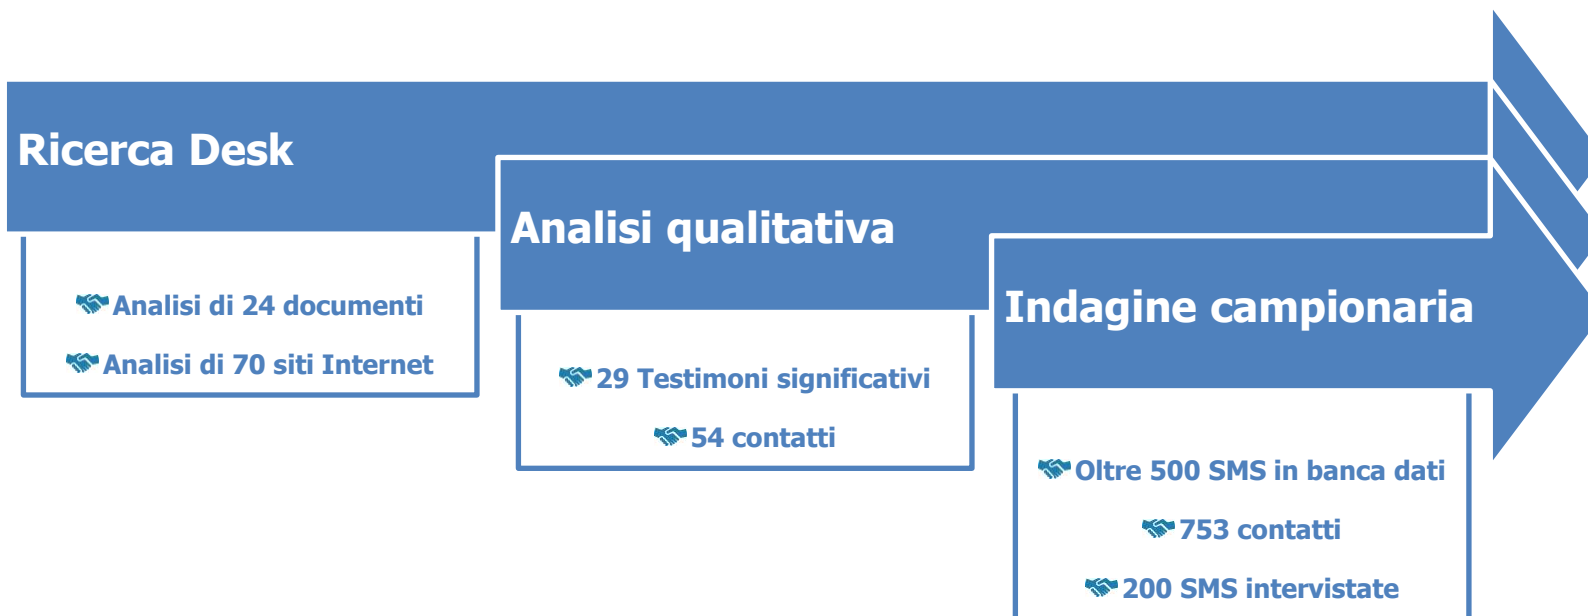 Ricerca Desk
Analisi di 24 documenti
Analisi di 70 siti Internet
Analisi qualitativa
29 Testimoni significativi
54 contatti
Indagine campionaria
Oltre 500 SMS in banca dati
753 contatti
200 SMS intervistate